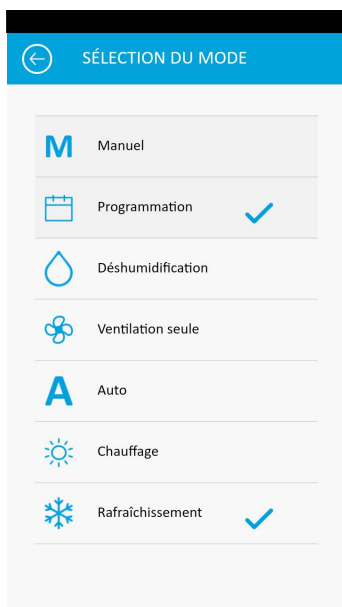 SÉLECTION DU MODE
M Manuel
Programmation
Déshumidification
Ventilation seule
A Auto
Chauffage
Rafraîchissement